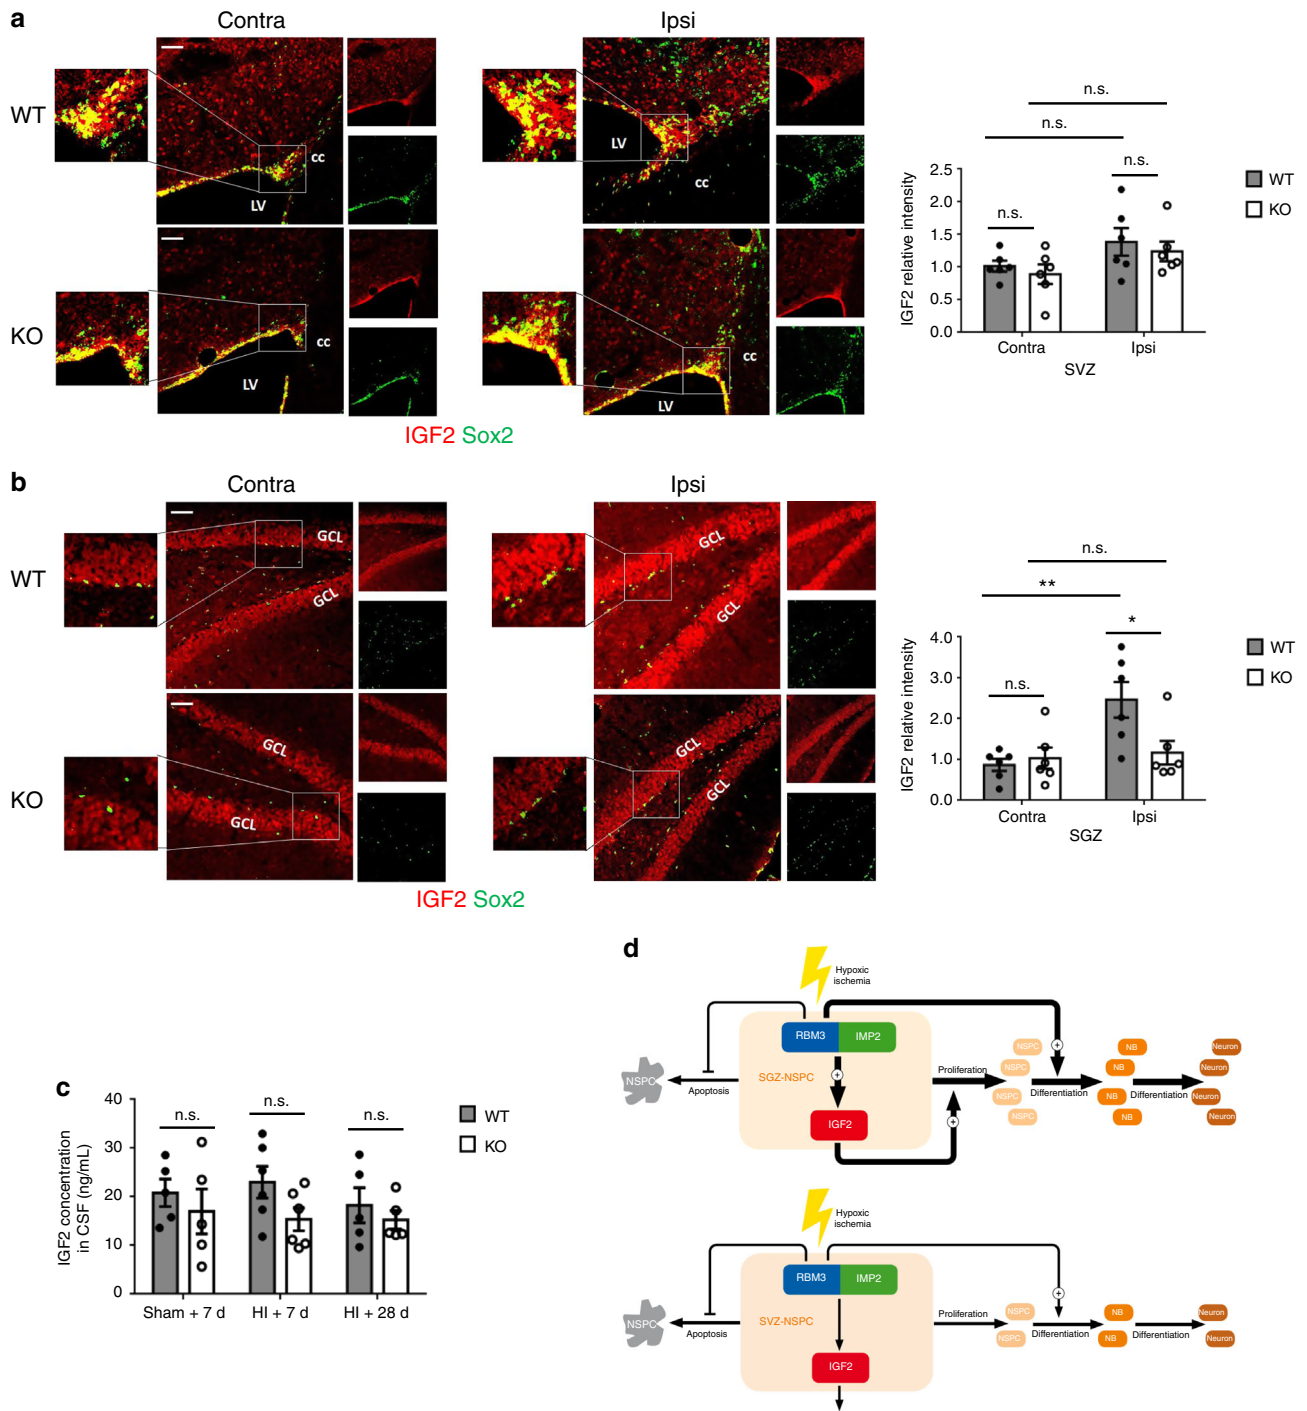 a
Contra
Ipsi
WT
cc
LV
LV
cc
KO
cc
LV
cc
LV
IGF2 Sox2
n.s.
n.s.
n.s.
n.s.
IGF2 relative intensity
2.5
2.0
1.5
1.0
0.5
0.0
Contra
Ipsi
SVZ
WT
KO
b
Contra
Ipsi
WT
GCL
GCL
GCL
GCL
KO
GCL
GCL
GCL
GCL
IGF2 Sox2
n.s.
**
*
n.s.
IGF2 relative intensity
4.0
3.0
2.0
1.0
0.0
Contra
Ipsi
SGZ
WT
KO
c
IGF2 concentration
in CSF (ng/mL)
40
30
20
10
0
n.s.
n.s.
n.s.
Sham + 7 d
HI + 7 d
HI + 28 d
WT
KO
d
Hypoxic
ischemia
RBM3
IMP2
+
SGZ-NSPC
IGF2
NSPC
Apoptosis
Proliferation
+
NSPC
NSPC
NSPC
NSPC
+
Differentiation
NB
NB
NB
NB
Differentiation
Neuron
Neuron
Neuron
Neuron
Hypoxic
ischemia
RBM3
IMP2
SVZ-NSPC
IGF2
NSPC
Apoptosis
Proliferation
NSPC
NSPC
+
Differentiation
NB
NB
Differentiation
Neuron
Neuron